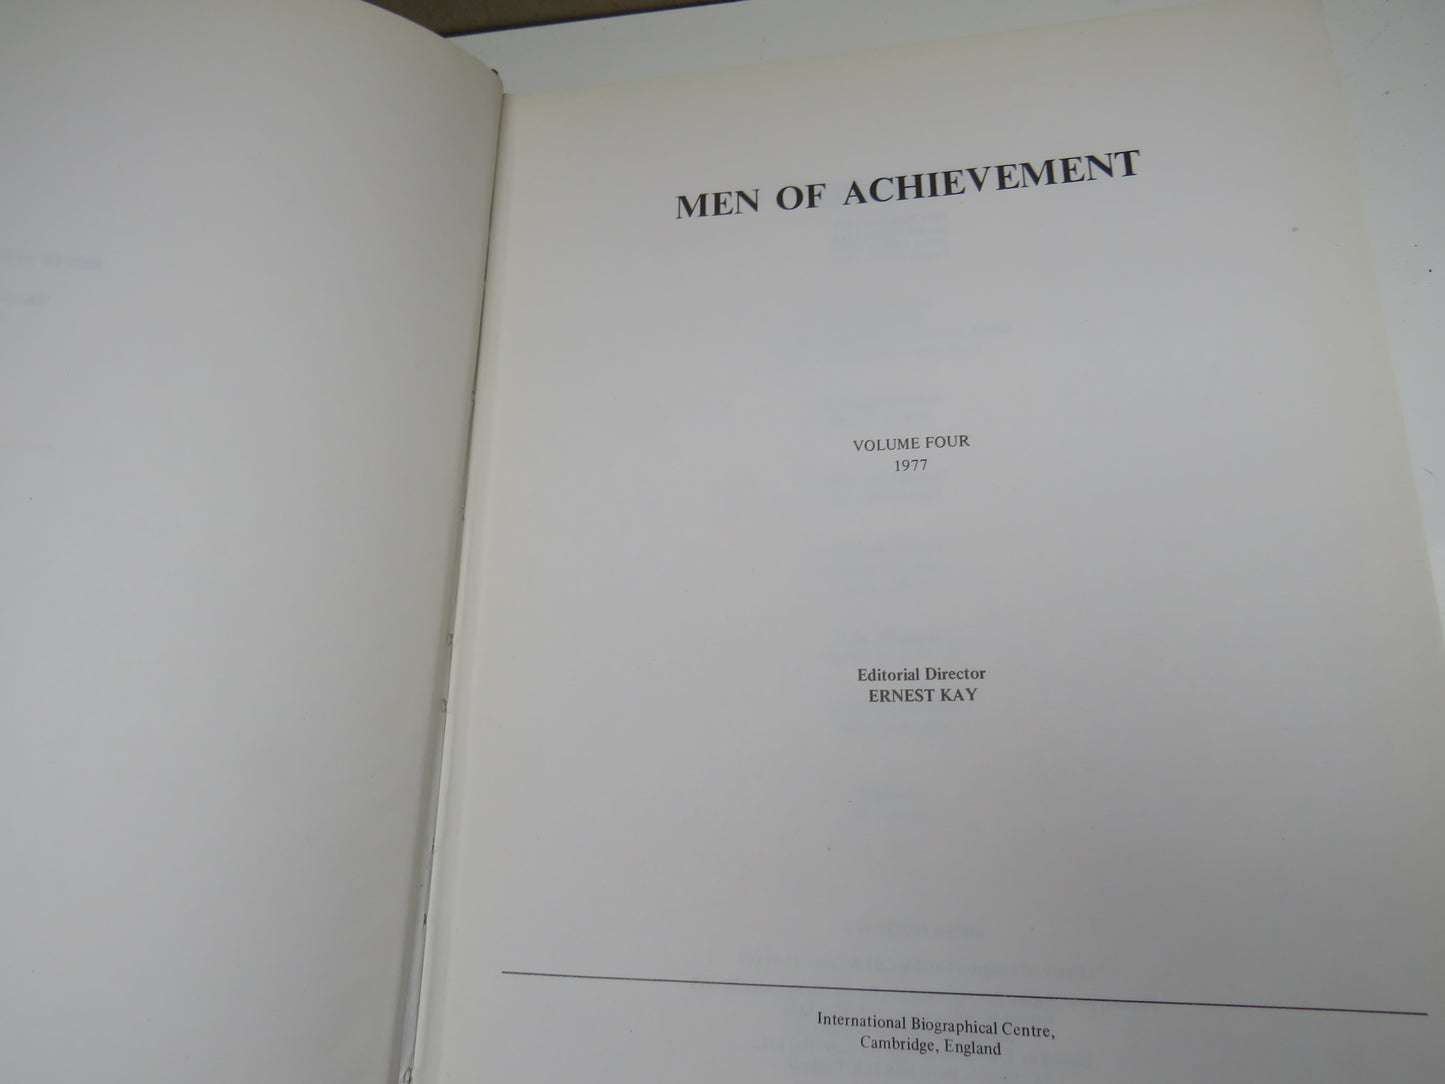 MEN OF ACHIEVEMENT
VOLUME FOUR
1977
Editorial Director
ERNEST KAY
International Biographical Centre,
Cambridge, England